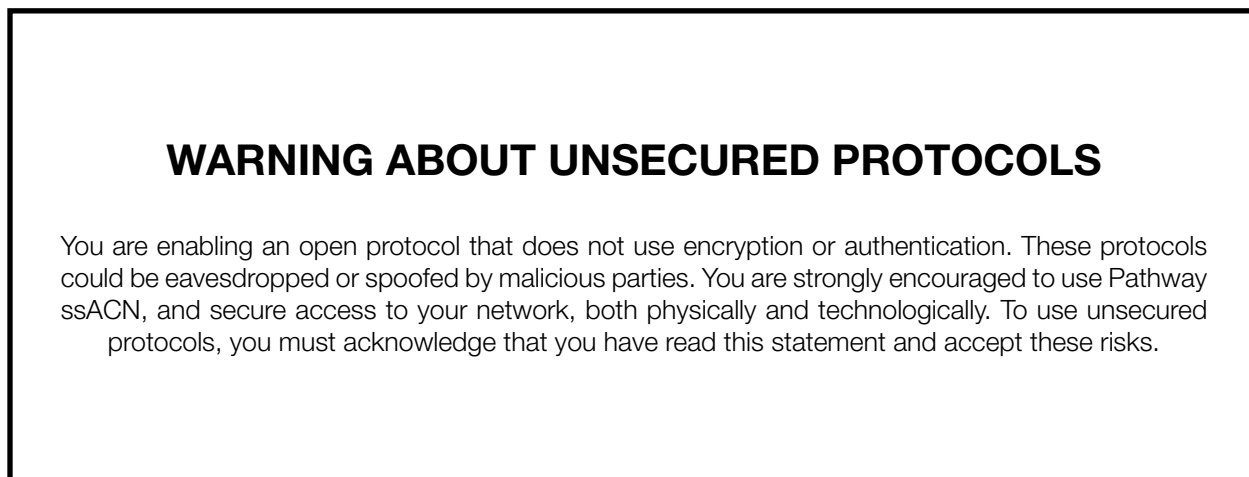 WARNING ABOUT UNSECURED PROTOCOLS
You are enabling an open protocol that does not use encryption or authentication. These protocols
could be eavesdropped or spoofed by malicious parties. You are strongly encouraged to use Pathway
ssACN, and secure access to your network, both physically and technologically. To use unsecured
protocols, you must acknowledge that you have read this statement and accept these risks.